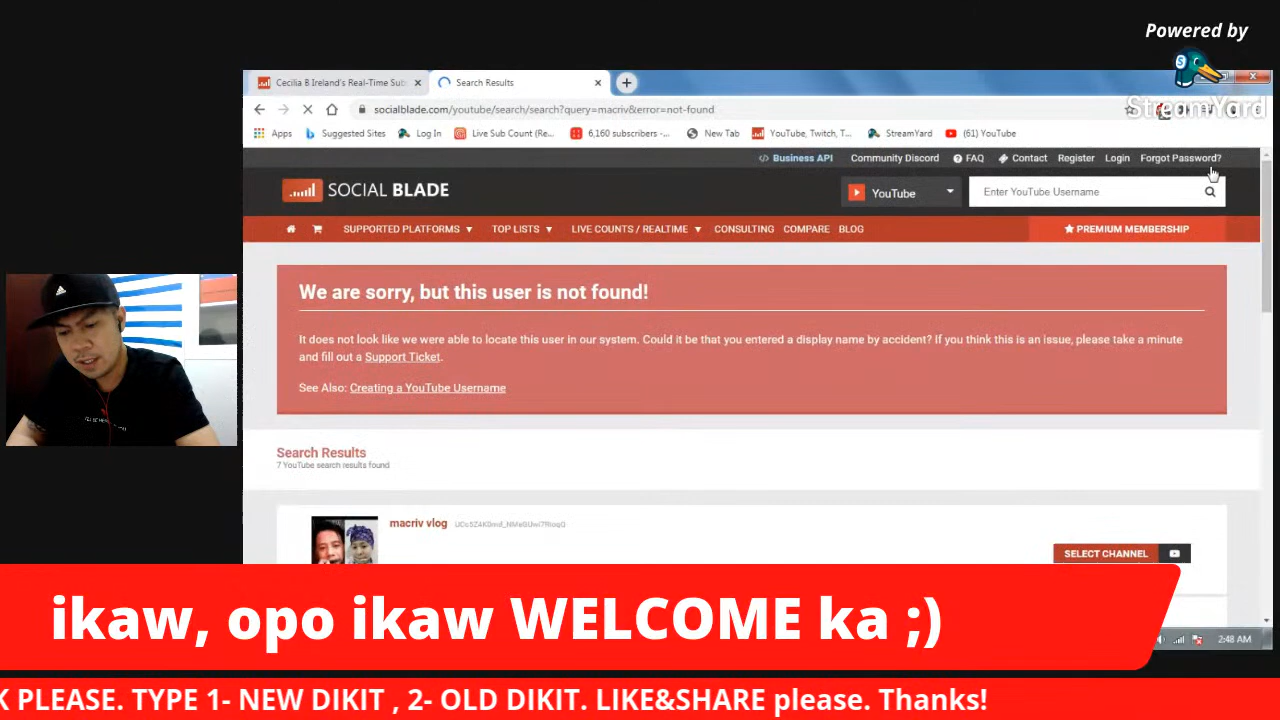 Powered by
StreamYard
Cecilia B Ireland's Real-Time Sub
Search Results
socialblade.com/youtube/search/search?query=macriv&error=not-found
Apps
Suggested Sites
Log In
Live Sub Count (Re...
6,160 subscribers -...
New Tab
YouTube, Twitch, T...
StreamYard
(61) YouTube
</> Business API
Community Discord
FAQ
Contact
Register
Login
Forgot Password?
SOCIAL BLADE
YouTube
Enter YouTube Username
SUPPORTED PLATFORMS
TOP LISTS
LIVE COUNTS / REALTIME
CONSULTING
COMPARE
BLOG
PREMIUM MEMBERSHIP
We are sorry, but this user is not found!
It does not look like we were able to locate this user in our system. Could it be that you entered a display name by accident? If you think this is an issue, please take a minute
and fill out a Support Ticket.
See Also: Creating a YouTube Username
Search Results
7 YouTube search results found
macriv vlog
SELECT CHANNEL
ikaw, opo ikaw WELCOME ka ;)
2:48 AM
K PLEASE. TYPE 1- NEW DIKIT , 2- OLD DIKIT. LIKE&SHARE please. Thanks!